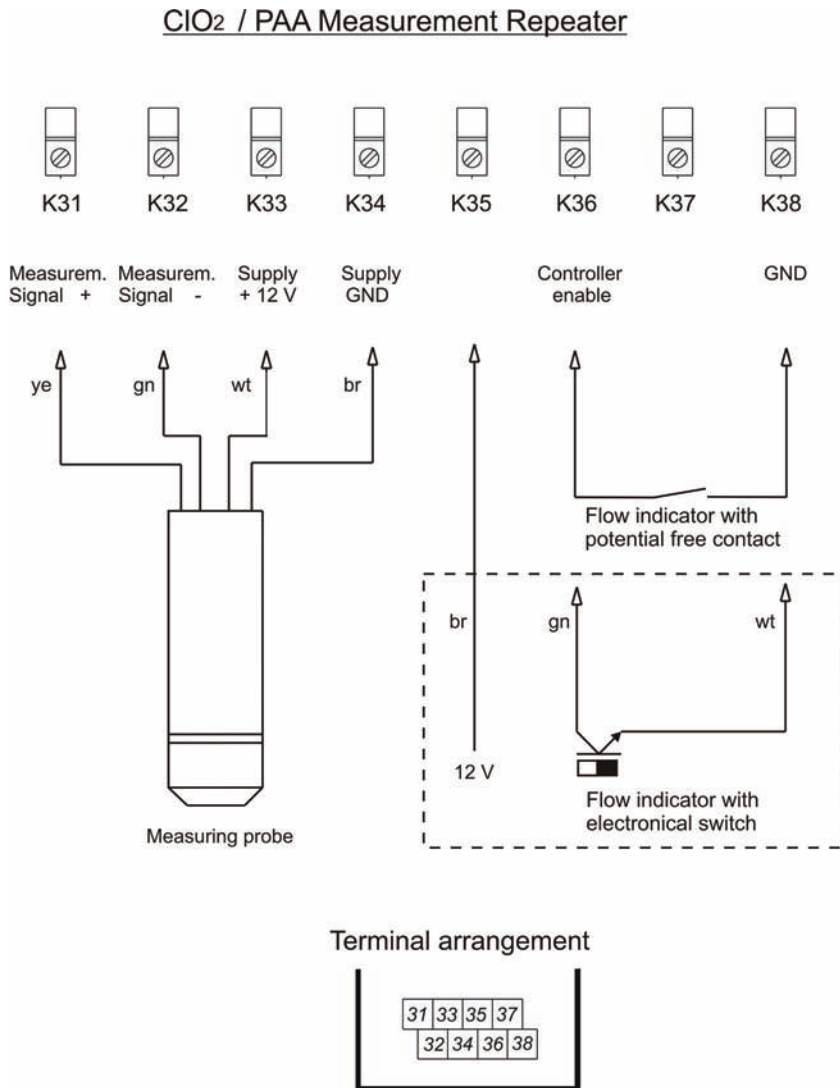 ClO2 / PAA Measurement Repeater
K31 K32 K33 K34 K35 K36 K37 K38
Measurem. Signal +
Measurem. Signal -
Supply + 12 V
Supply GND
Controller enable
GND
ye gn wt br
Flow indicator with
potential free contact
br gn wt
12 V
Flow indicator with
electronical switch
Measuring probe
Terminal arrangement
31 33 35 37
32 34 36 38